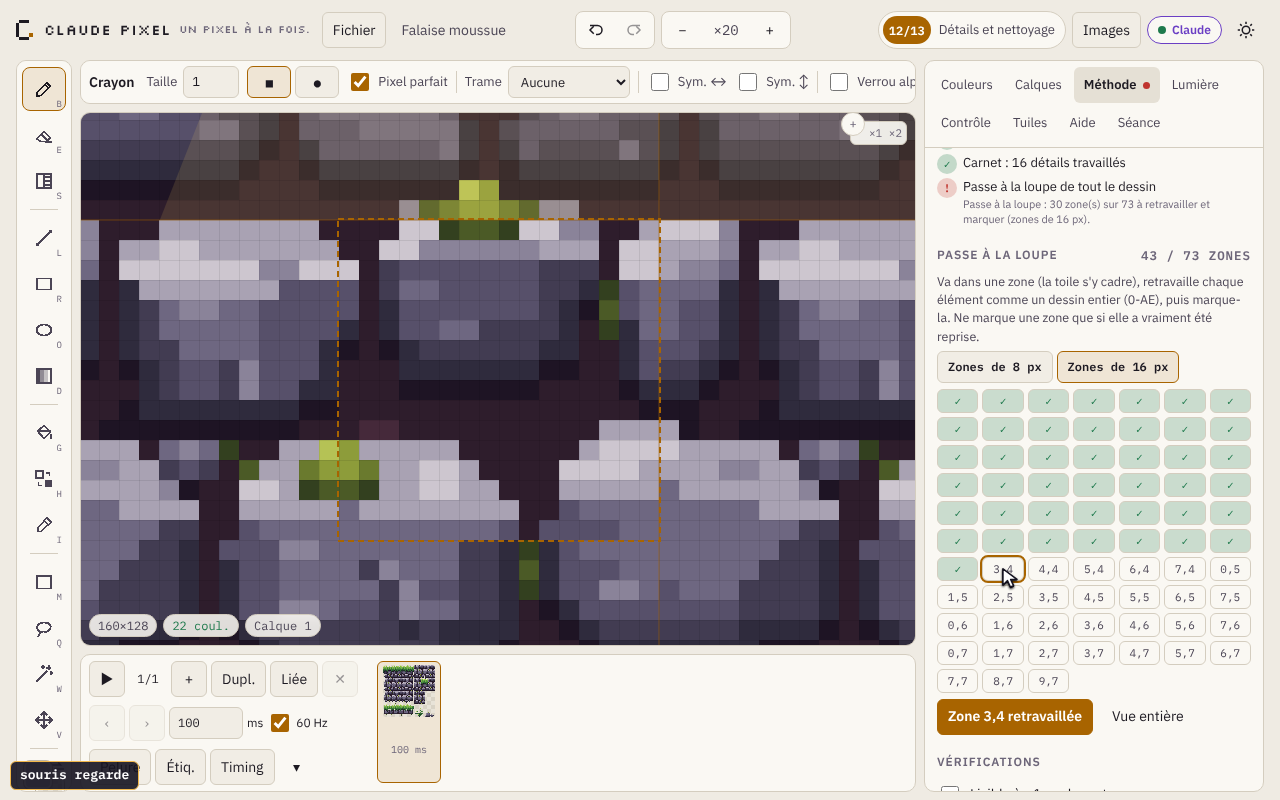 CLAUDE PIXEL UN PIXEL À LA FOIS. Fichier Falaise moussue − ×20 + 12/13 Détails et nettoyage Images Claude
Crayon Taille 1 ■ ● Pixel parfait Trame Aucune Sym. ↔ Sym. ↕ Verrou alp
B
E
S
L
R
O
D
G
H
I
M
Q
W
V
+ ×1 ×2
160×128 22 coul. Calque 1
▶ 1/1 + Dupl. Liée ×
‹ › 100 ms 60 Hz
Étiq. Timing ▼
100 ms
souris regarde
Couleurs Calques Méthode Lumière
Contrôle Tuiles Aide Séance
✓ Carnet : 16 détails travaillés
! Passe à la loupe de tout le dessin
Passe à la loupe : 30 zone(s) sur 73 à retravailler et
marquer (zones de 16 px).
PASSE À LA LOUPE 43 / 73 ZONES
Va dans une zone (la toile s'y cadre), retravaille chaque
élément comme un dessin entier (0-AE), puis marque-
la. Ne marque une zone que si elle a vraiment été
reprise.
Zones de 8 px Zones de 16 px
✓ ✓ ✓ ✓ ✓ ✓ ✓
✓ ✓ ✓ ✓ ✓ ✓ ✓
✓ ✓ ✓ ✓ ✓ ✓ ✓
✓ ✓ ✓ ✓ ✓ ✓ ✓
✓ ✓ ✓ ✓ ✓ ✓ ✓
✓ ✓ ✓ ✓ ✓ ✓ ✓
✓ 3,4 4,4 5,4 6,4 7,4 0,5
1,5 2,5 3,5 4,5 5,5 6,5 7,5
0,6 1,6 2,6 3,6 4,6 5,6 7,6
0,7 1,7 2,7 3,7 4,7 5,7 6,7
7,7 8,7 9,7
Zone 3,4 retravaillée Vue entière
VÉRIFICATIONS